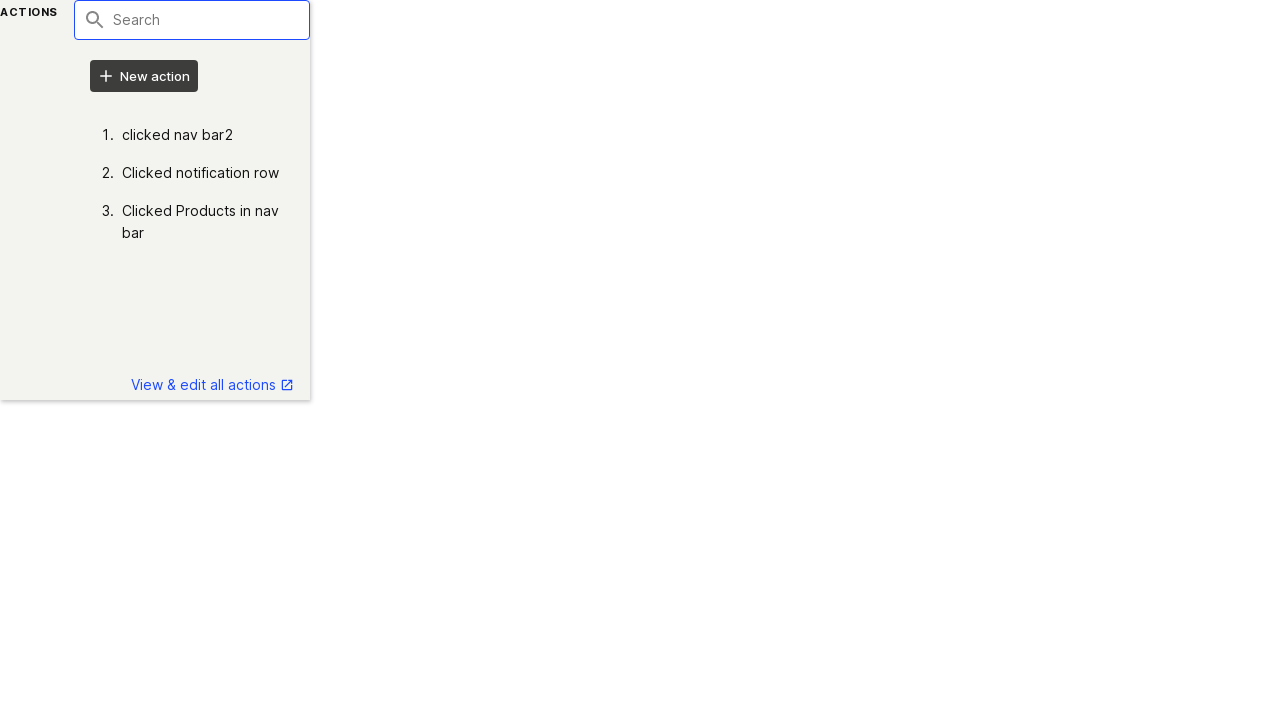 ACTIONS
Search
New action
1. clicked nav bar2
2. Clicked notification row
3. Clicked Products in nav
bar
View & edit all actions